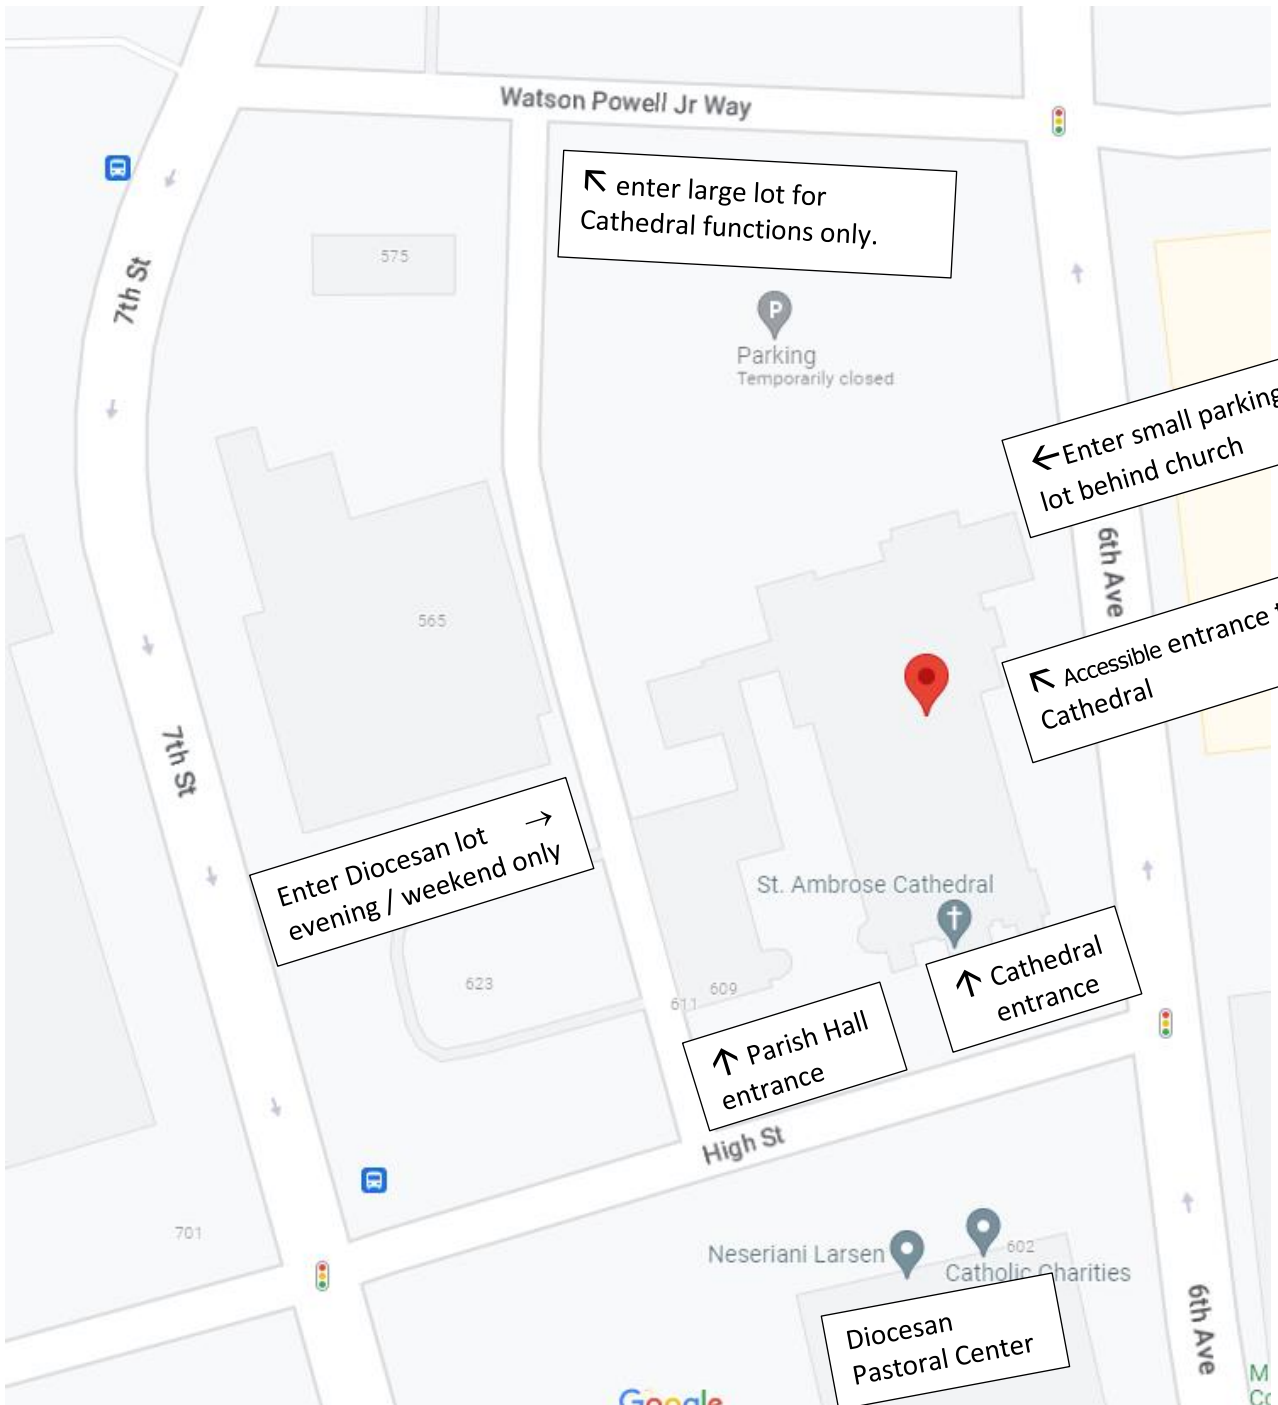 Watson Powell Jr Way
↖ enter large lot for
Cathedral functions only.
575
7th St
P
Parking
Temporarily closed
←Enter small parking
lot behind church
6th Ave
565
↖ Accessible entrance
Cathedral
7th St
Enter Diocesan lot →
evening / weekend only
St. Ambrose Cathedral
↑ Cathedral
entrance
623
609
611
↑ Parish Hall
entrance
High St
701
Neseriani Larsen
602
Catholic Charities
Diocesan
Pastoral Center
6th Ave
Google